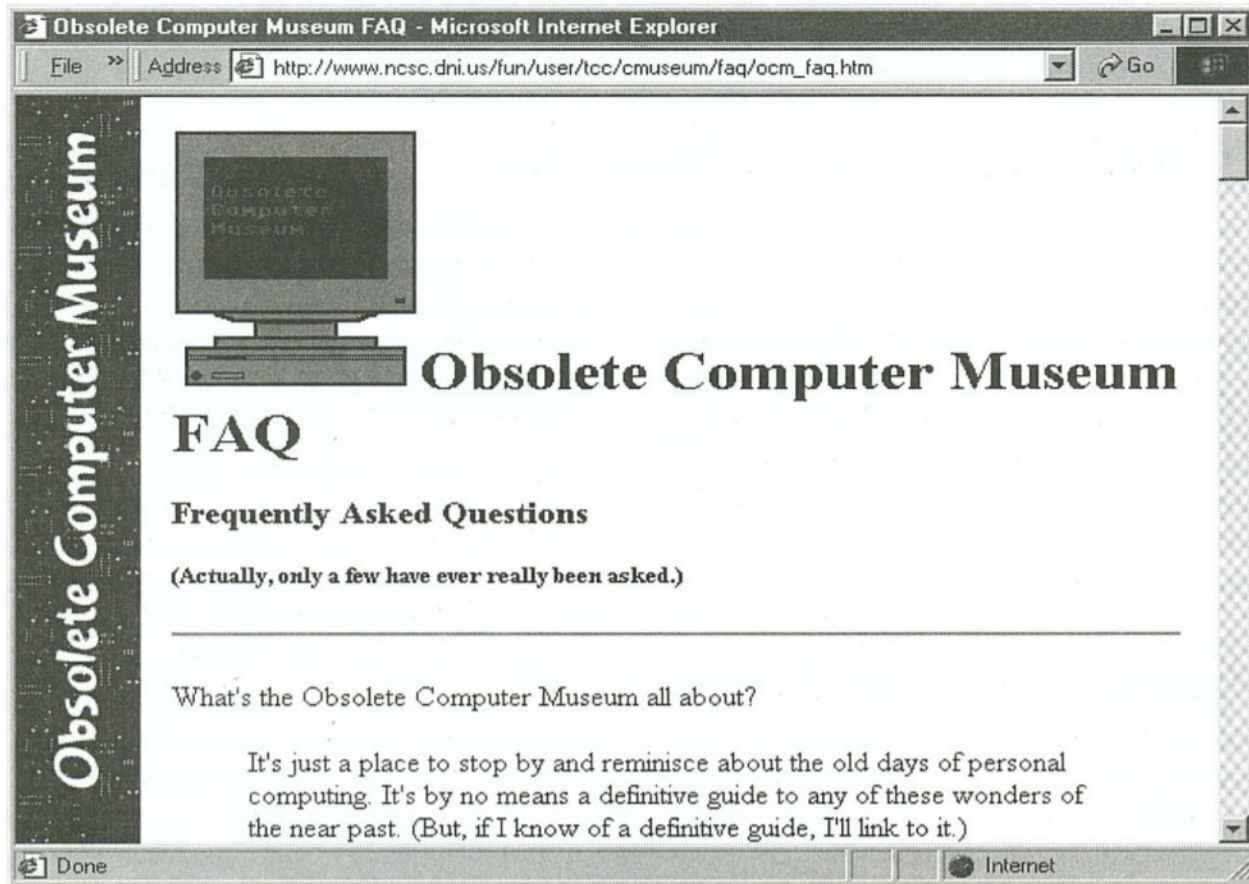 Obsolete Computer Museum FAQ - Microsoft Internet Explorer
File » Address http://www.ncsc.dni.us/fun/user/tcc/cmuseum/faq/ocm_faq.htm Go
Obsolete Computer Museum
Obsolete
Computer
Museum
Obsolete Computer Museum
FAQ
Frequently Asked Questions
(Actually, only a few have ever really been asked.)
What's the Obsolete Computer Museum all about?
It's just a place to stop by and reminisce about the old days of personal
computing. It's by no means a definitive guide to any of these wonders of
the near past. (But, if I know of a definitive guide, I'll link to it.)
Done Internet